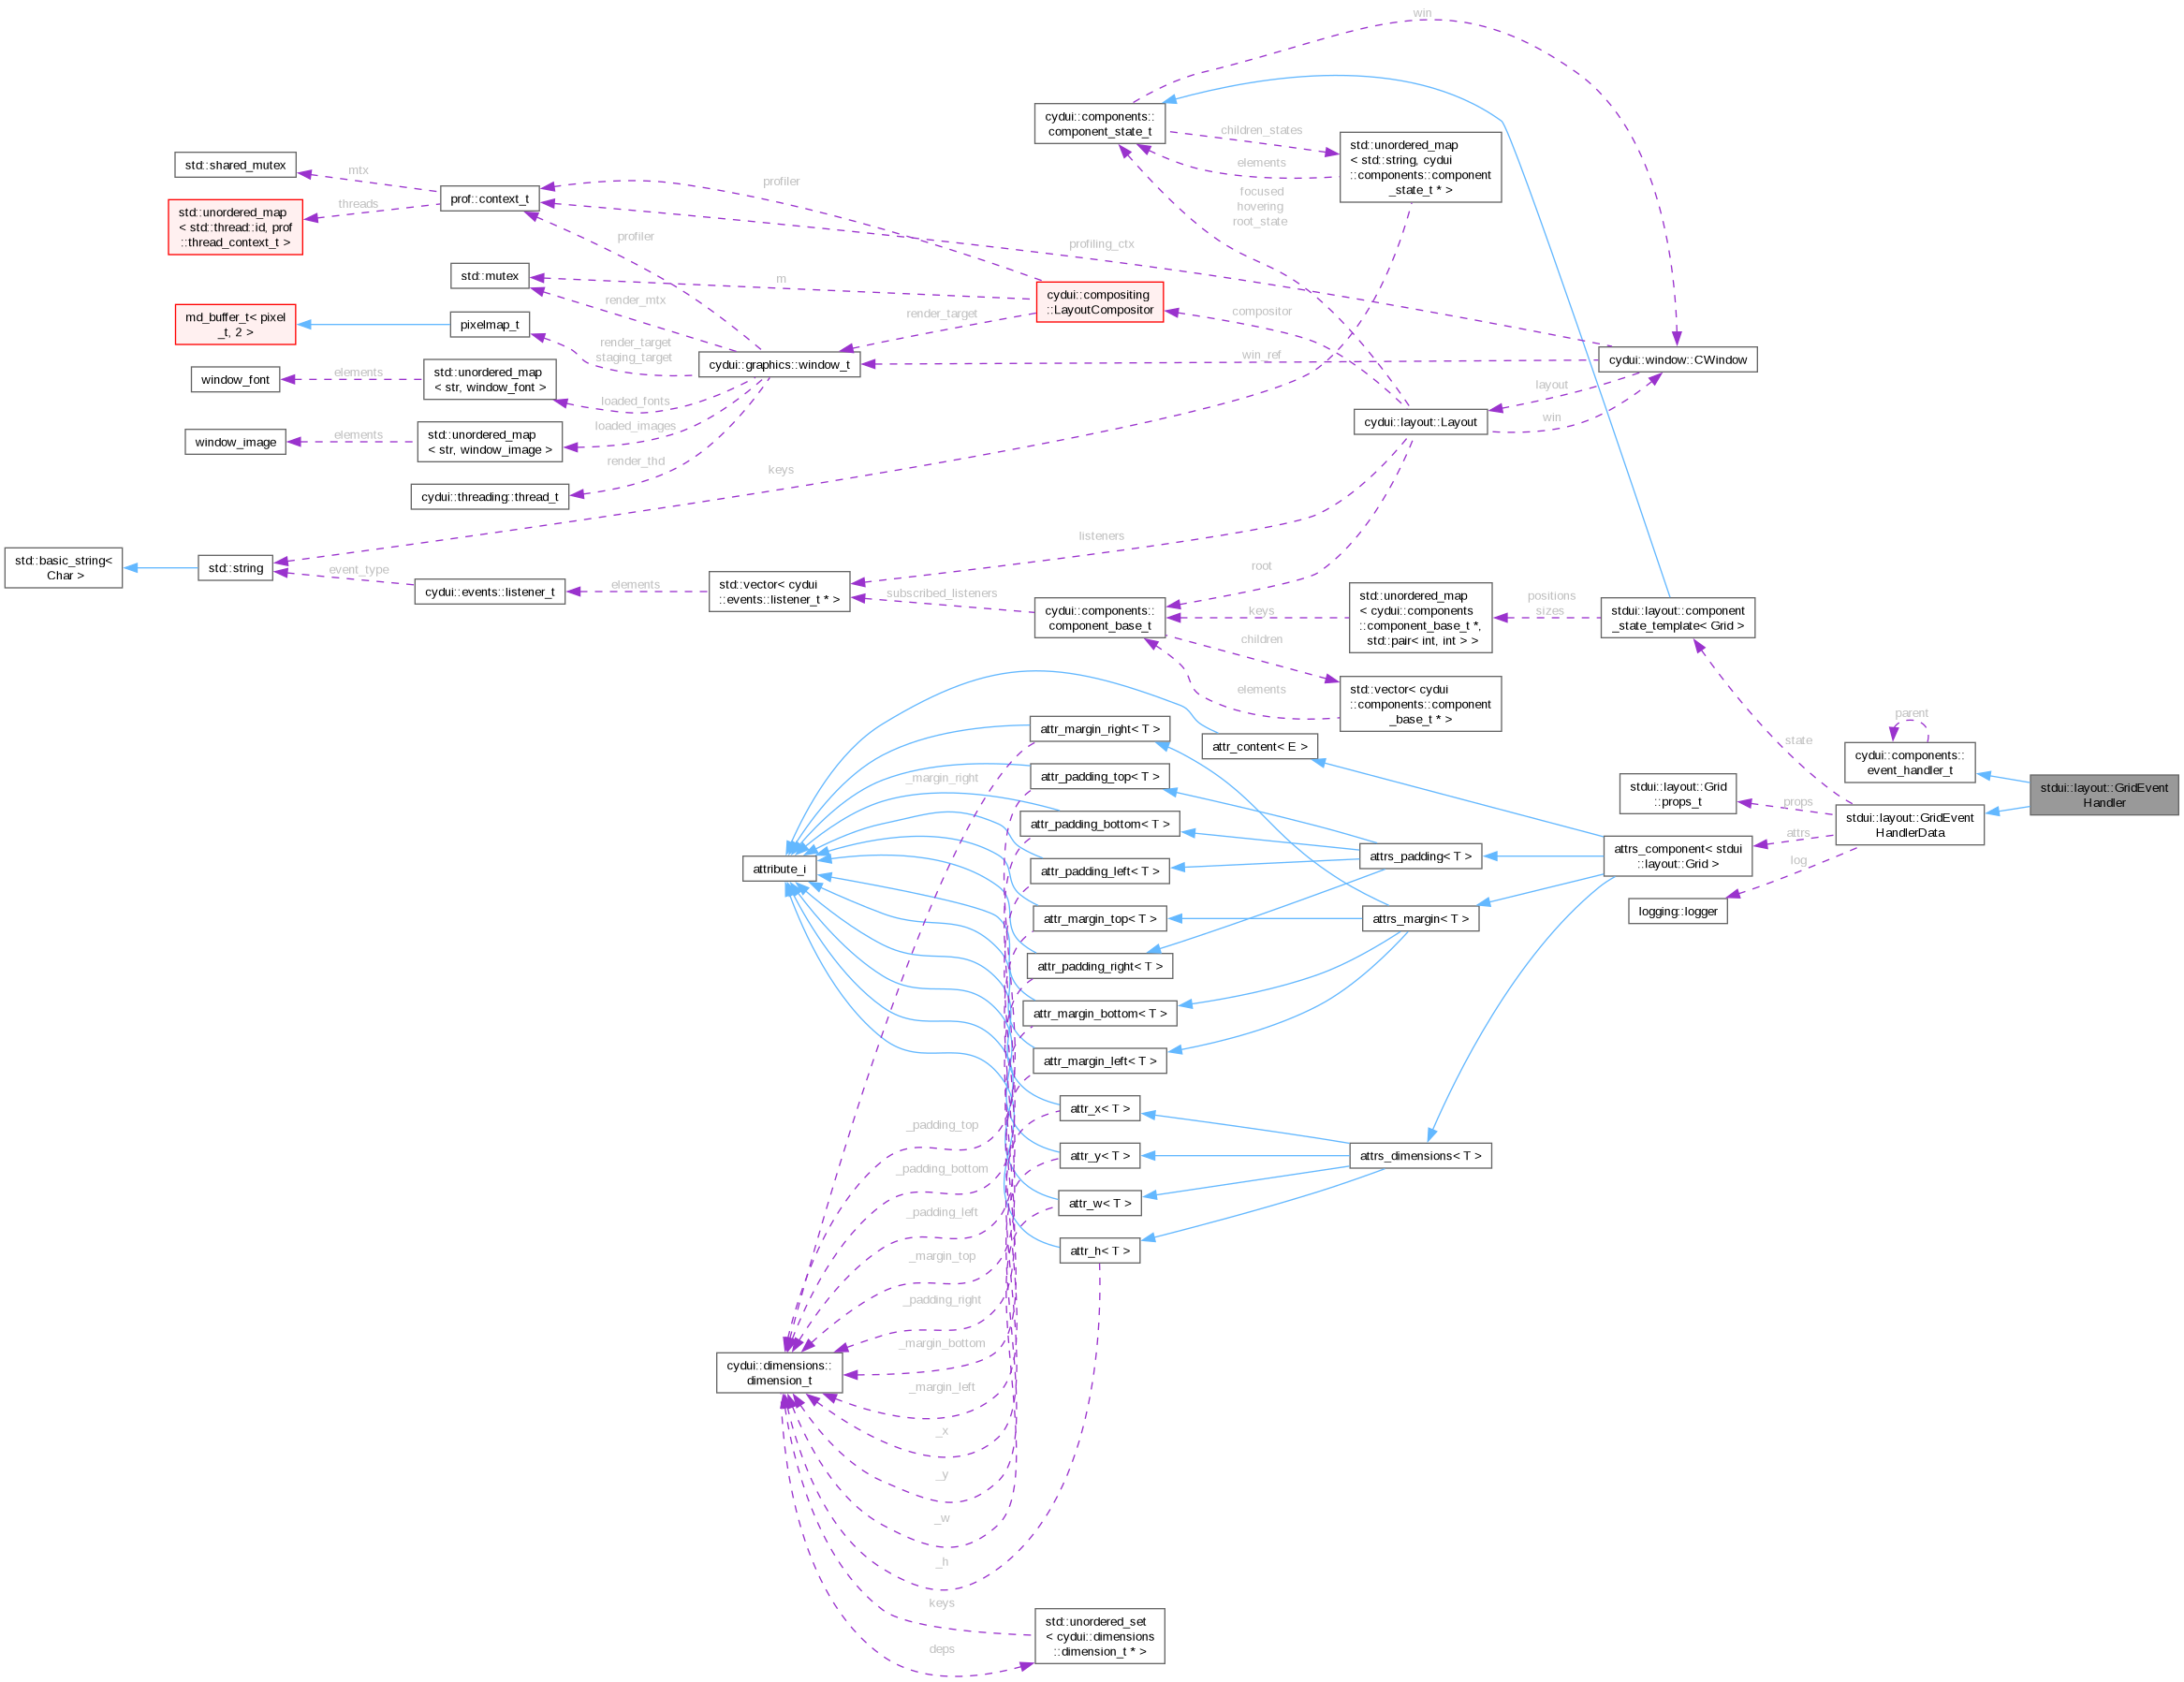 win
cydui::components::
component_state_t
children_states
elements
std::unordered_map
< std::string, cydui
::components::component
_state_t * >
std::shared_mutex
mtx
std::unordered_map
< std::thread::id, prof
::thread_context_t >
threads
prof::context_t
profiler
profiler
focused
hovering
root_state
profiling_ctx
std::mutex
m
cydui::compositing
::LayoutCompositor
render_mtx
render_target
compositor
md_buffer_t< pixel
_t, 2 >
pixelmap_t
render_target
staging_target
cydui::graphics::window_t
win_ref
cydui::window::CWindow
window_font
elements
std::unordered_map
< str, window_font >
loaded_fonts
layout
win
cydui::layout::Layout
window_image
elements
std::unordered_map
< str, window_image >
loaded_images
render_thd
keys
cydui::threading::thread_t
listeners
std::basic_string<
Char >
std::string
event_type
cydui::events::listener_t
elements
std::vector< cydui
::events::listener_t * >
subscribed_listeners
root
cydui::components::
component_base_t
keys
children
elements
std::unordered_map
< cydui::components
::component_base_t *,
std::pair< int, int > >
positions
sizes
stdui::layout::component
_state_template< Grid >
std::vector< cydui
::components::component
_base_t * >
attr_margin_right< T >
attr_content< E >
state
parent
cydui::components::
event_handler_t
_margin_right
attr_padding_top< T >
stdui::layout::Grid
::props_t
props
stdui::layout::GridEvent
Handler
attr_padding_bottom< T >
stdui::layout::GridEvent
HandlerData
attribute_i
attr_padding_left< T >
attrs_padding< T >
attrs_component< stdui
::layout::Grid >
attrs
log
attr_margin_top< T >
attrs_margin< T >
logging::logger
attr_padding_right< T >
attr_margin_bottom< T >
attr_margin_left< T >
attr_x< T >
_padding_top
attr_y< T >
attrs_dimensions< T >
_padding_bottom
attr_w< T >
_padding_left
attr_h< T >
_margin_top
_padding_right
_margin_bottom
cydui::dimensions::
dimension_t
_margin_left
_x
_y
_w
_h
keys
std::unordered_set
< cydui::dimensions
::dimension_t * >
deps